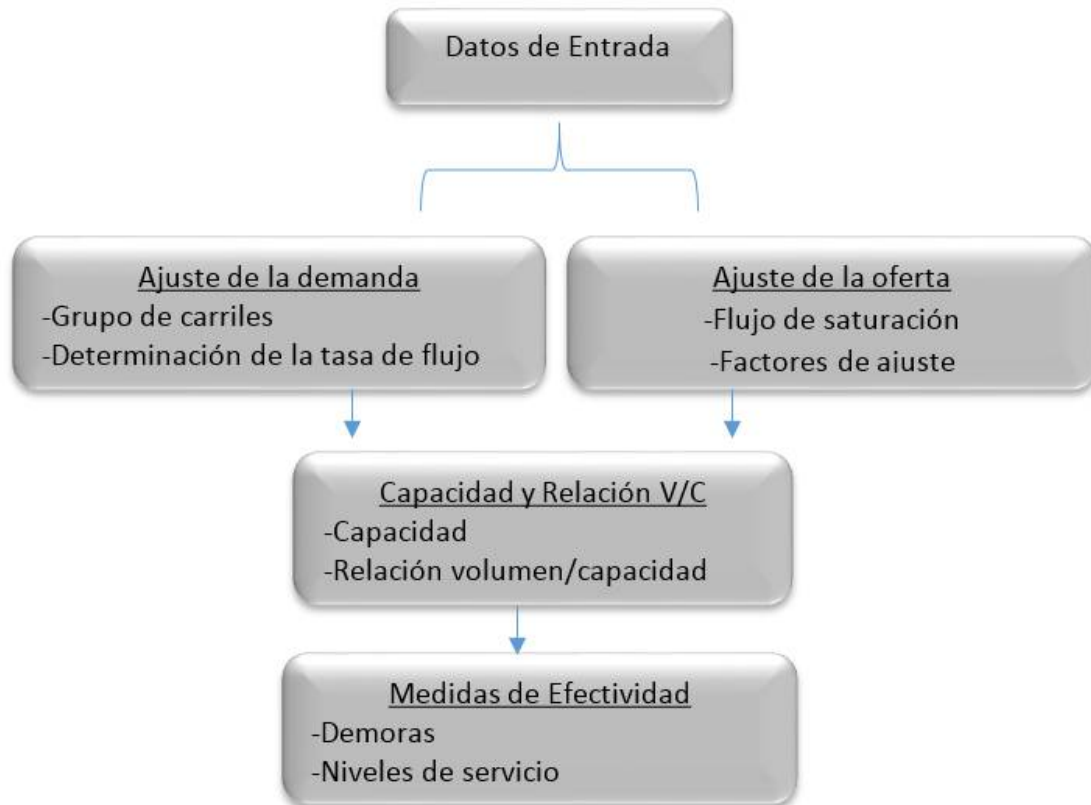 Datos de Entrada
Ajuste de la demanda
-Grupo de carriles
-Determinación de la tasa de flujo
Ajuste de la oferta
-Flujo de saturación
-Factores de ajuste
Capacidad y Relación V/C
-Capacidad
-Relación volumen/capacidad
Medidas de Efectividad
-Demoras
-Niveles de servicio